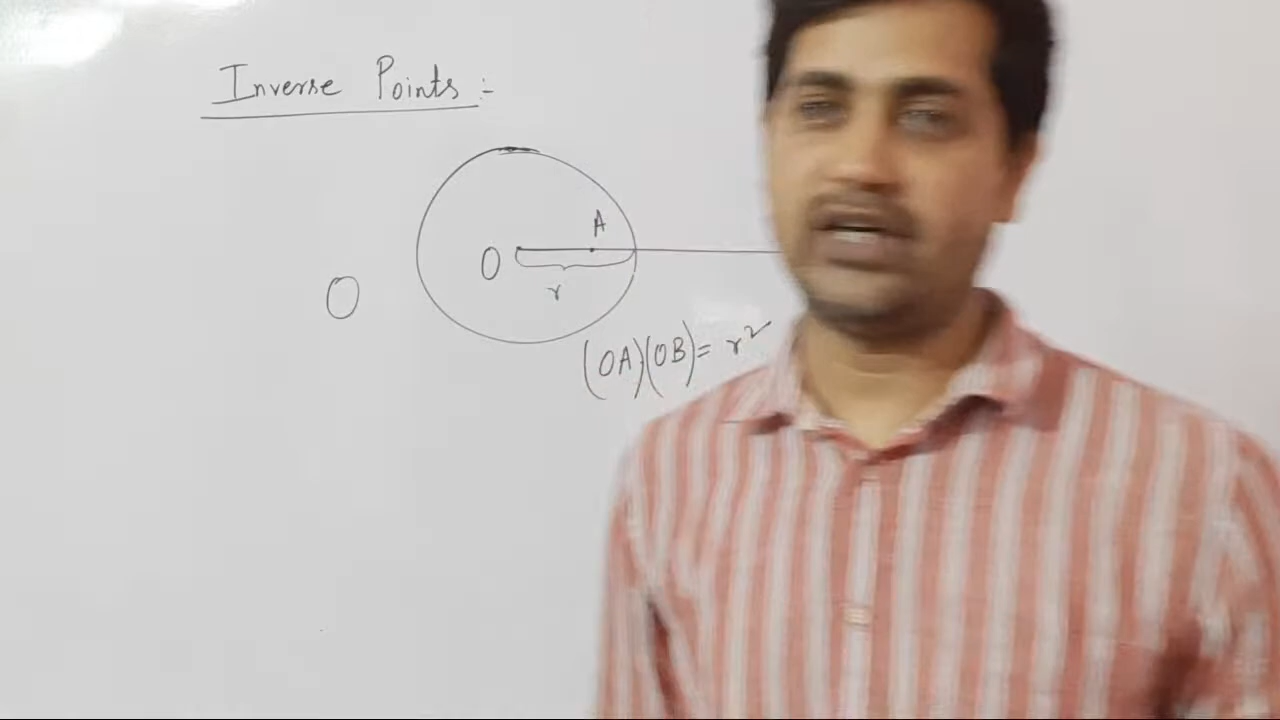 Inverse Points :-
A
O
r
O
(OA)(OB) = r²